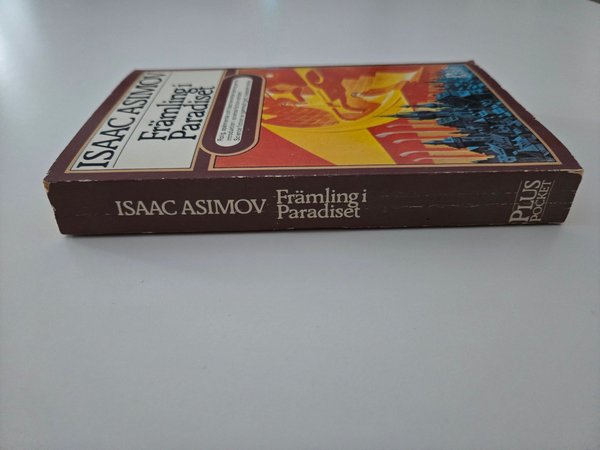 ISAAC ASIMOV
Främling i
Paradiset
ISAAC ASIMOV
Främling i
Paradiset
PLUS
POCKET